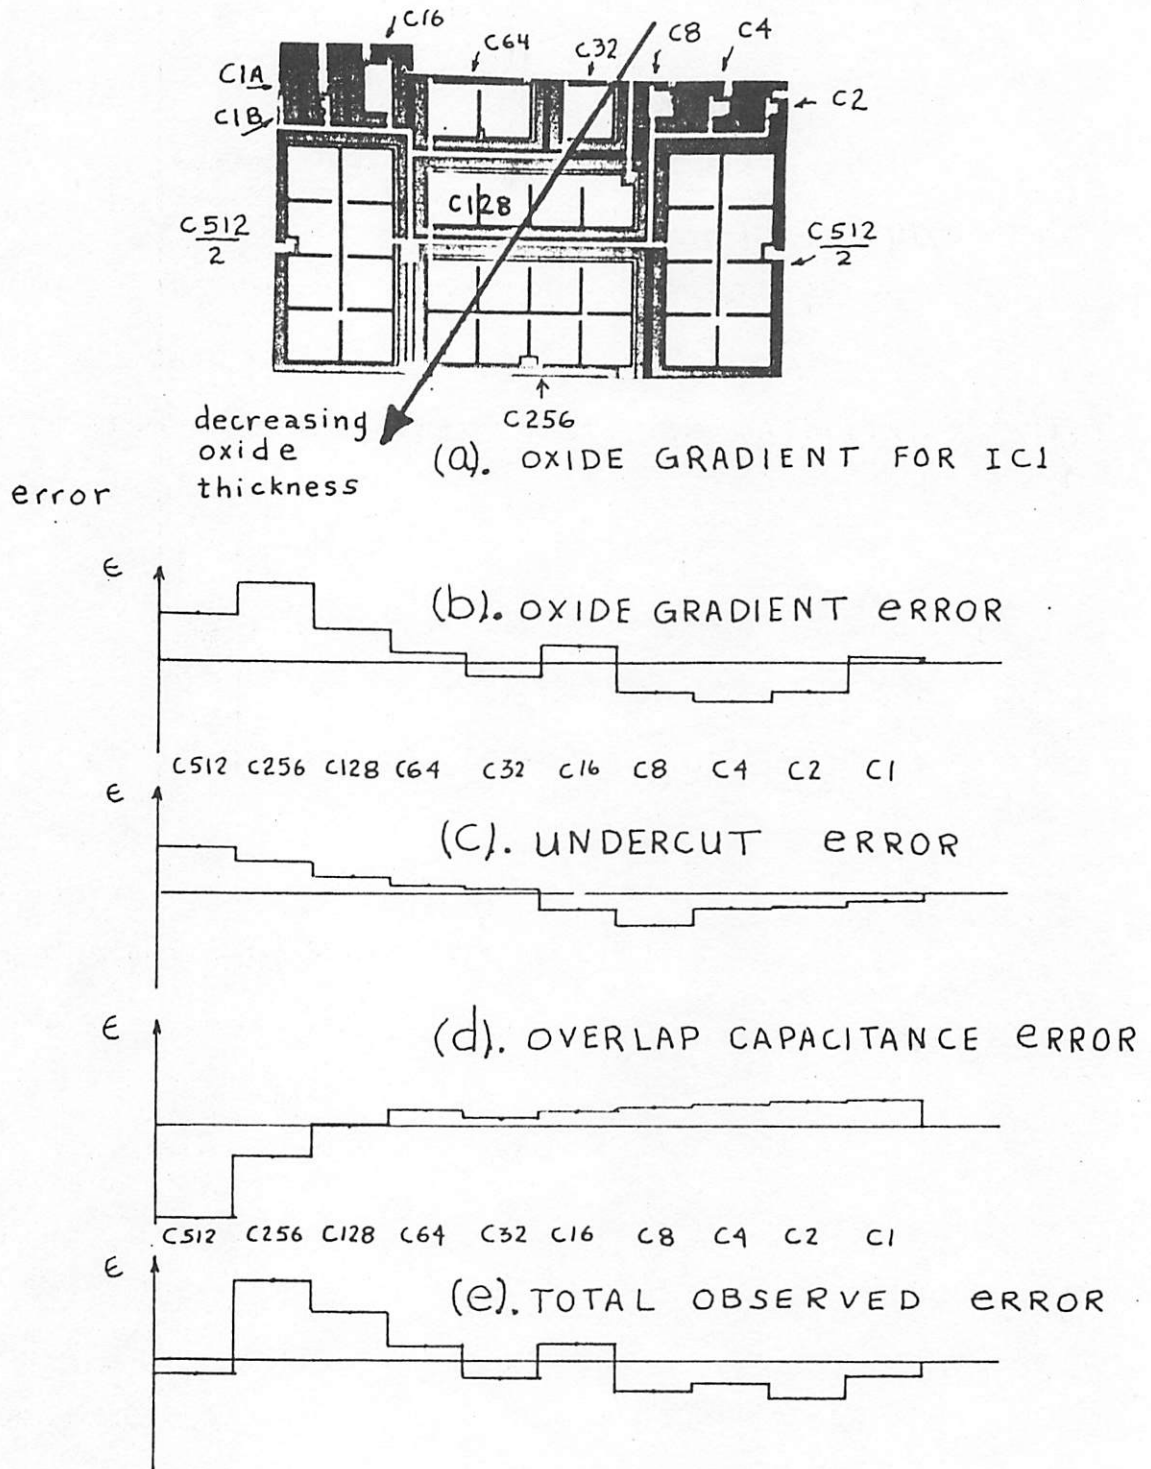 C16
C64
C32
C8
C4
C1A
C1B
C2
C128
C512
2
C512
2
C256
decreasing
oxide
thickness
(a). OXIDE GRADIENT FOR IC1
error
ϵ
(b). OXIDE GRADIENT eRROR
C512 C256 C128 C64 C32 C16 C8 C4 C2 C1
ϵ
(C). UNDERCUT eRROR
ϵ
(d). OVERLAP CAPACITANCE eRROR
C512 C256 C128 C64 C32 C16 C8 C4 C2 C1
ϵ
(e). TOTAL OBSERVED eRROR